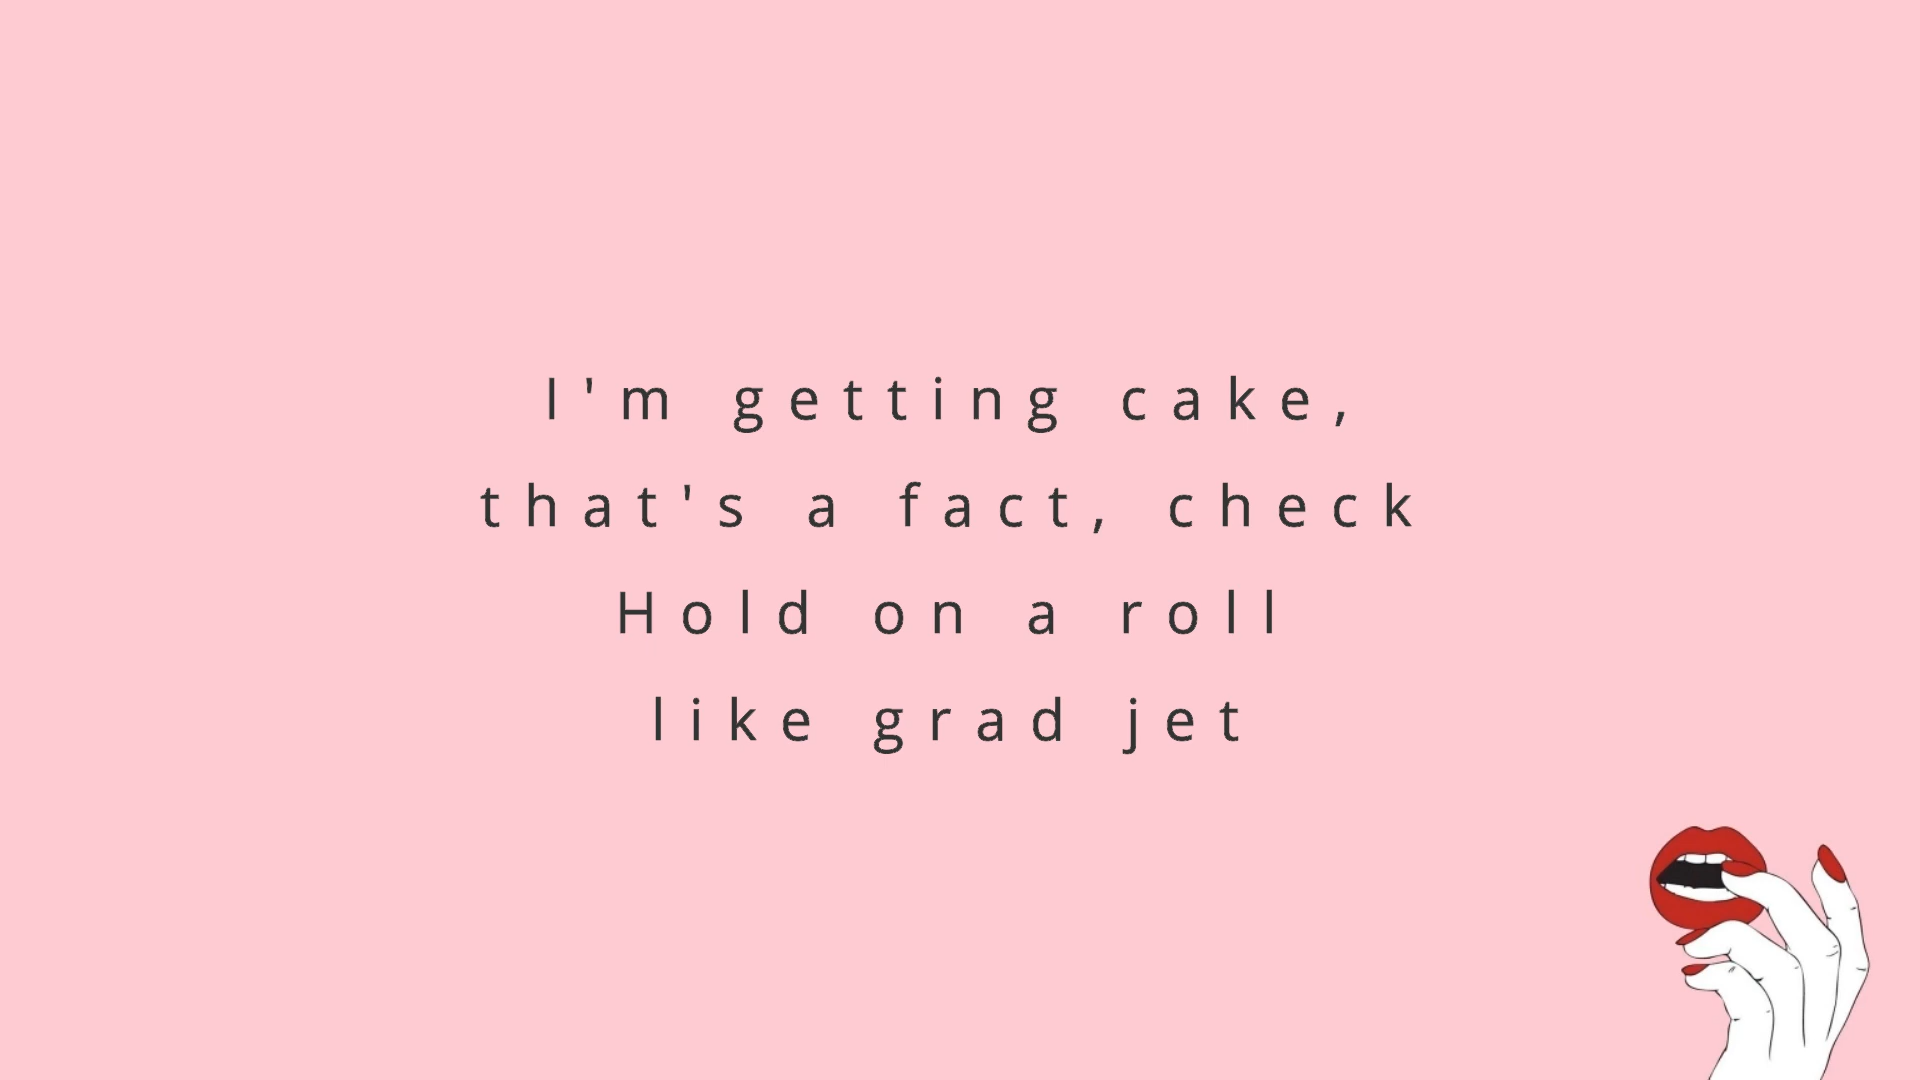 I'm getting cake,
that's a fact, check
Hold on a roll
like grad jet